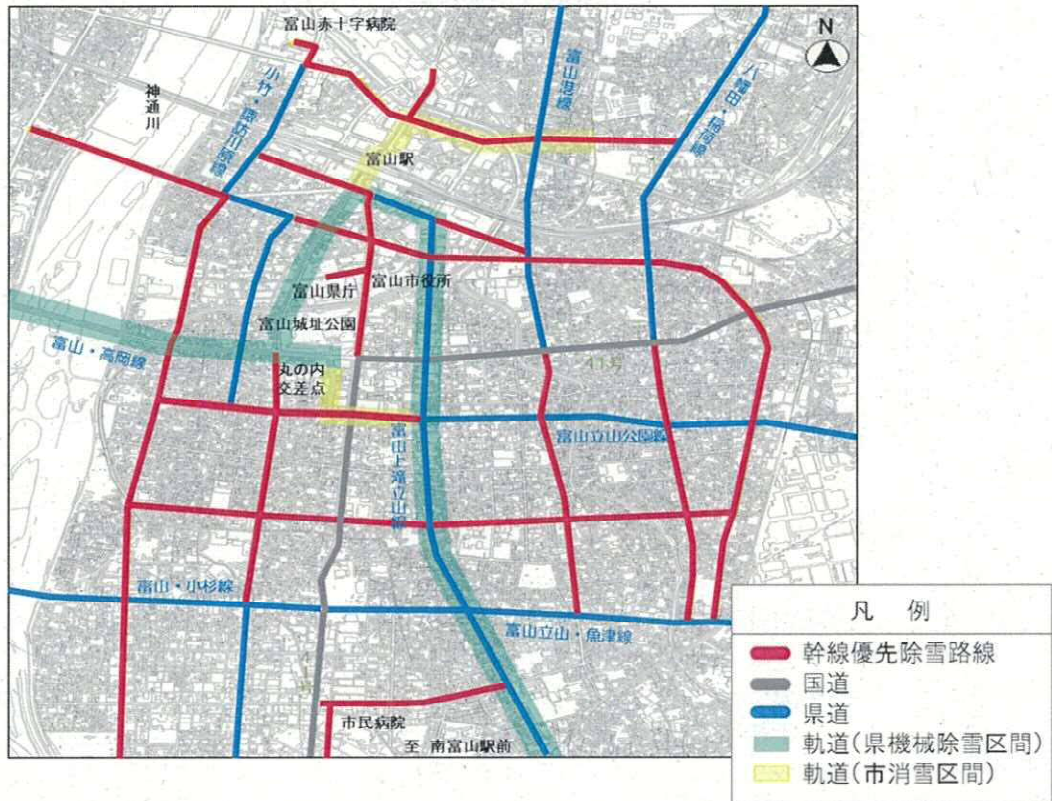 富山赤十字病院
N
神通川
小竹・諏訪川原線
富山港線
八幡田・稲荷線
富山駅
富山市役所
富山県庁
富山城址公園
富山・高岡線
丸の内
交差点
41号
富山上滝立山線
富山立山公園線
富山・小杉線
富山立山・魚津線
市民病院
至 南富山駅前
凡 例
幹線優先除雪路線
国道
県道
軌道(県機械除雪区間)
軌道(市消雪区間)